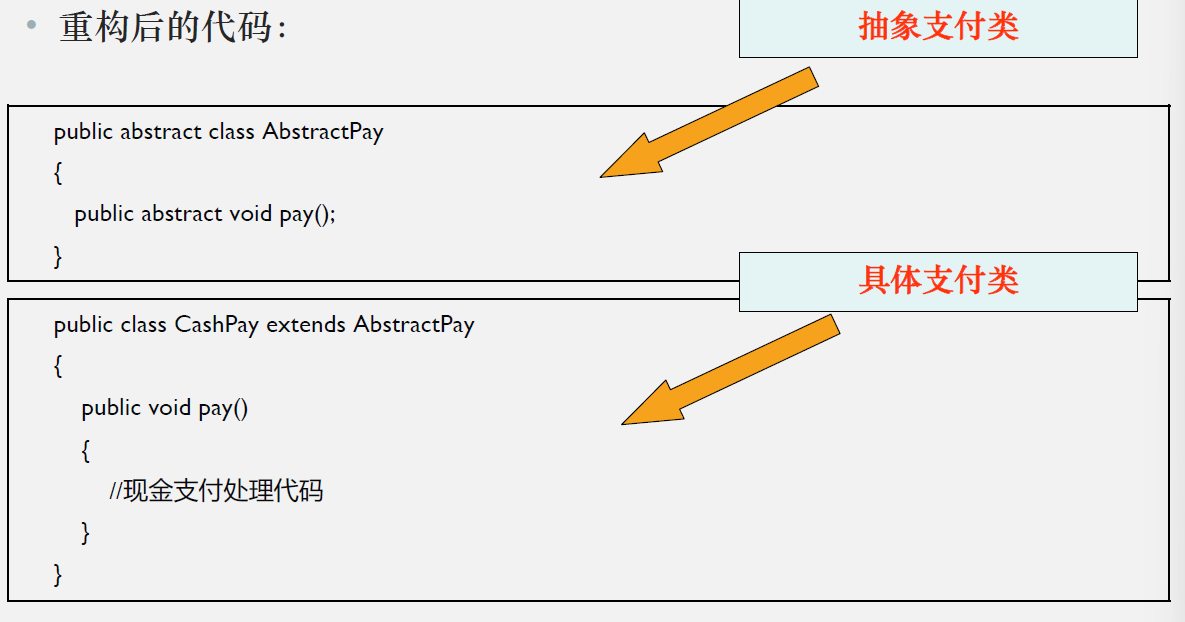 • 重构后的代码：
抽象支付类
public abstract class AbstractPay
{
public abstract void pay();
}
具体支付类
public class CashPay extends AbstractPay
{
public void pay()
{
//现金支付处理代码
}
}